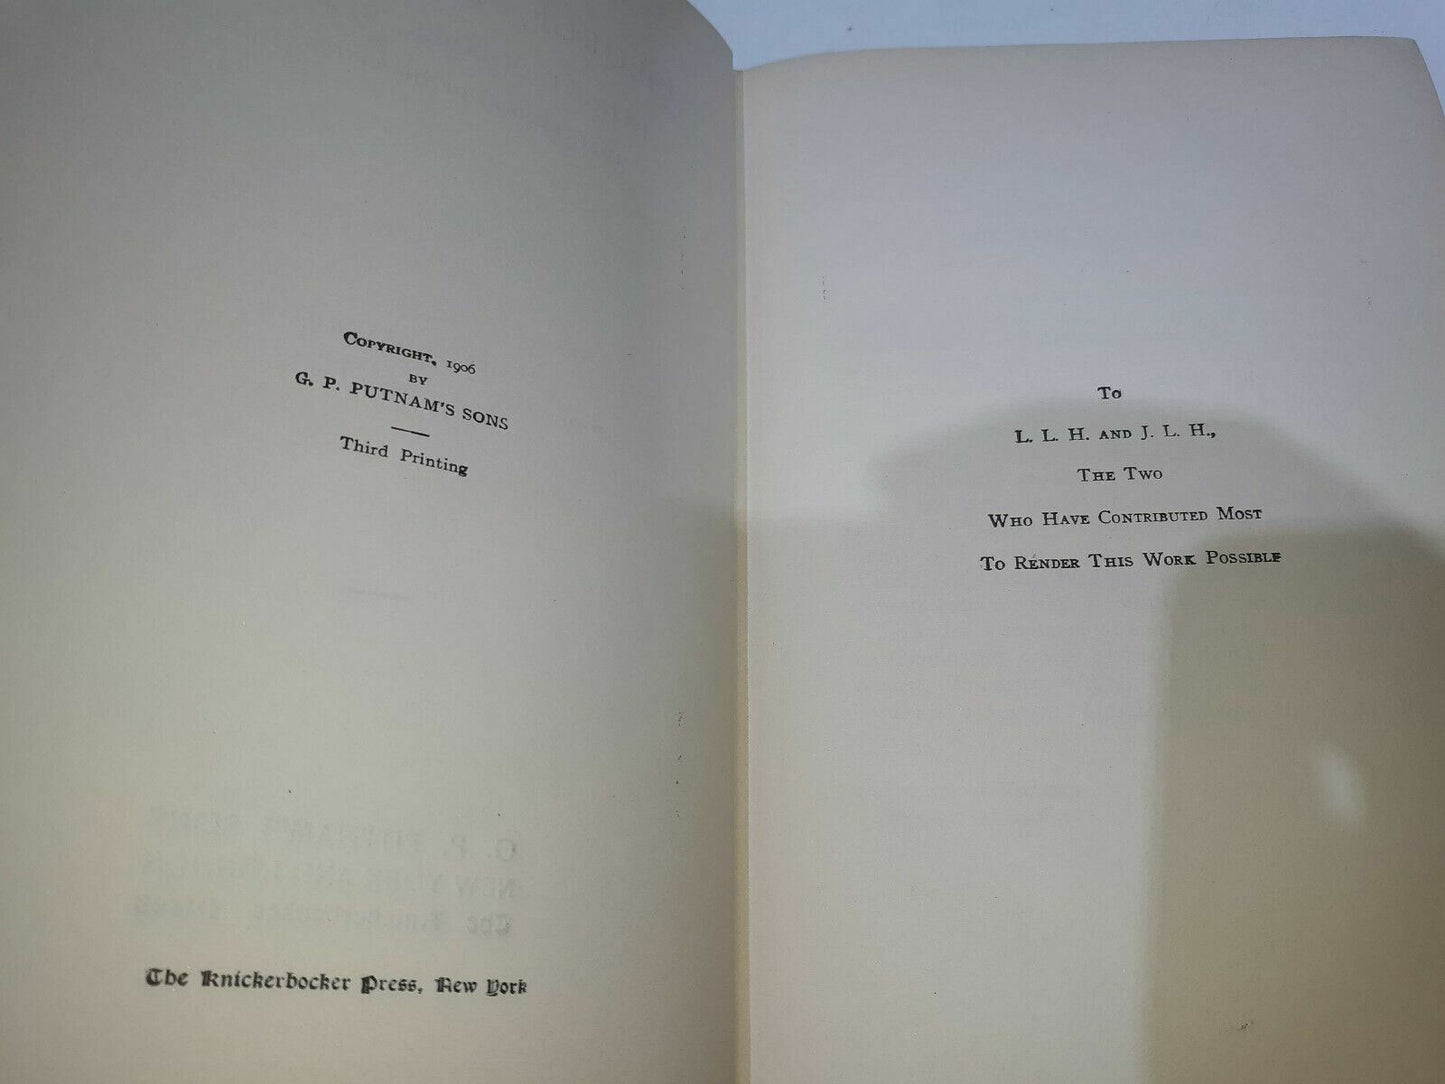 COPYRIGHT, 1906
BY
G. P. PUTNAM'S SONS
Third Printing
The Knickerbocker Press, New York
TO
L. L. H. AND J. L. H.,
THE TWO
WHO HAVE CONTRIBUTED MOST
TO RENDER THIS WORK POSSIBLE